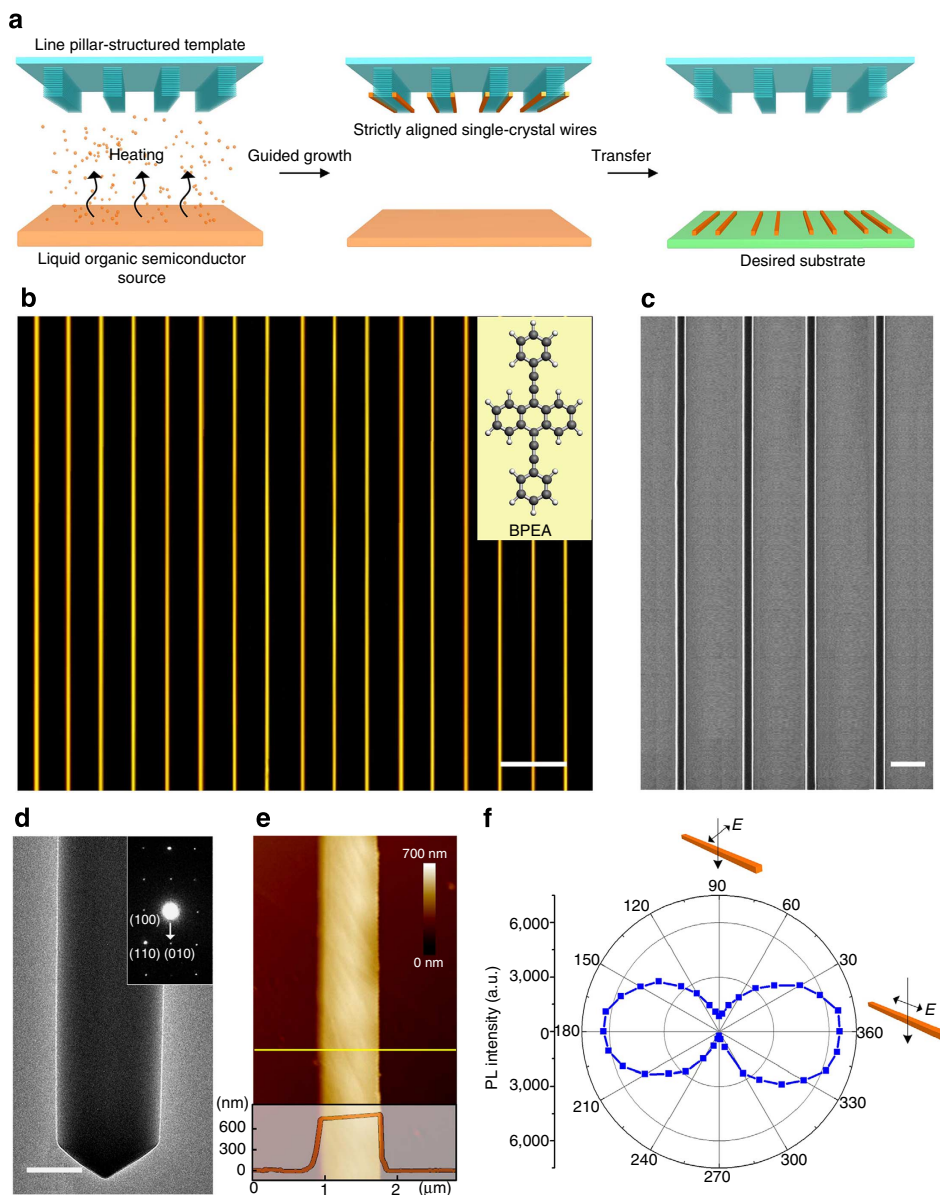 a
Line pillar-structured template
Heating
Guided growth
Strictly aligned single-crystal wires
Transfer
Liquid organic semiconductor
source
Desired substrate
b
BPEA
c
d
(100)
(110) (010)
e
700 nm
0 nm
(nm)
600
300
0
0 1 2 (μm)
f
E
E
PL intensity (a.u.)
6,000
3,000
0
3,000
6,000
90
60
30
360
330
300
270
240
210
180
150
120